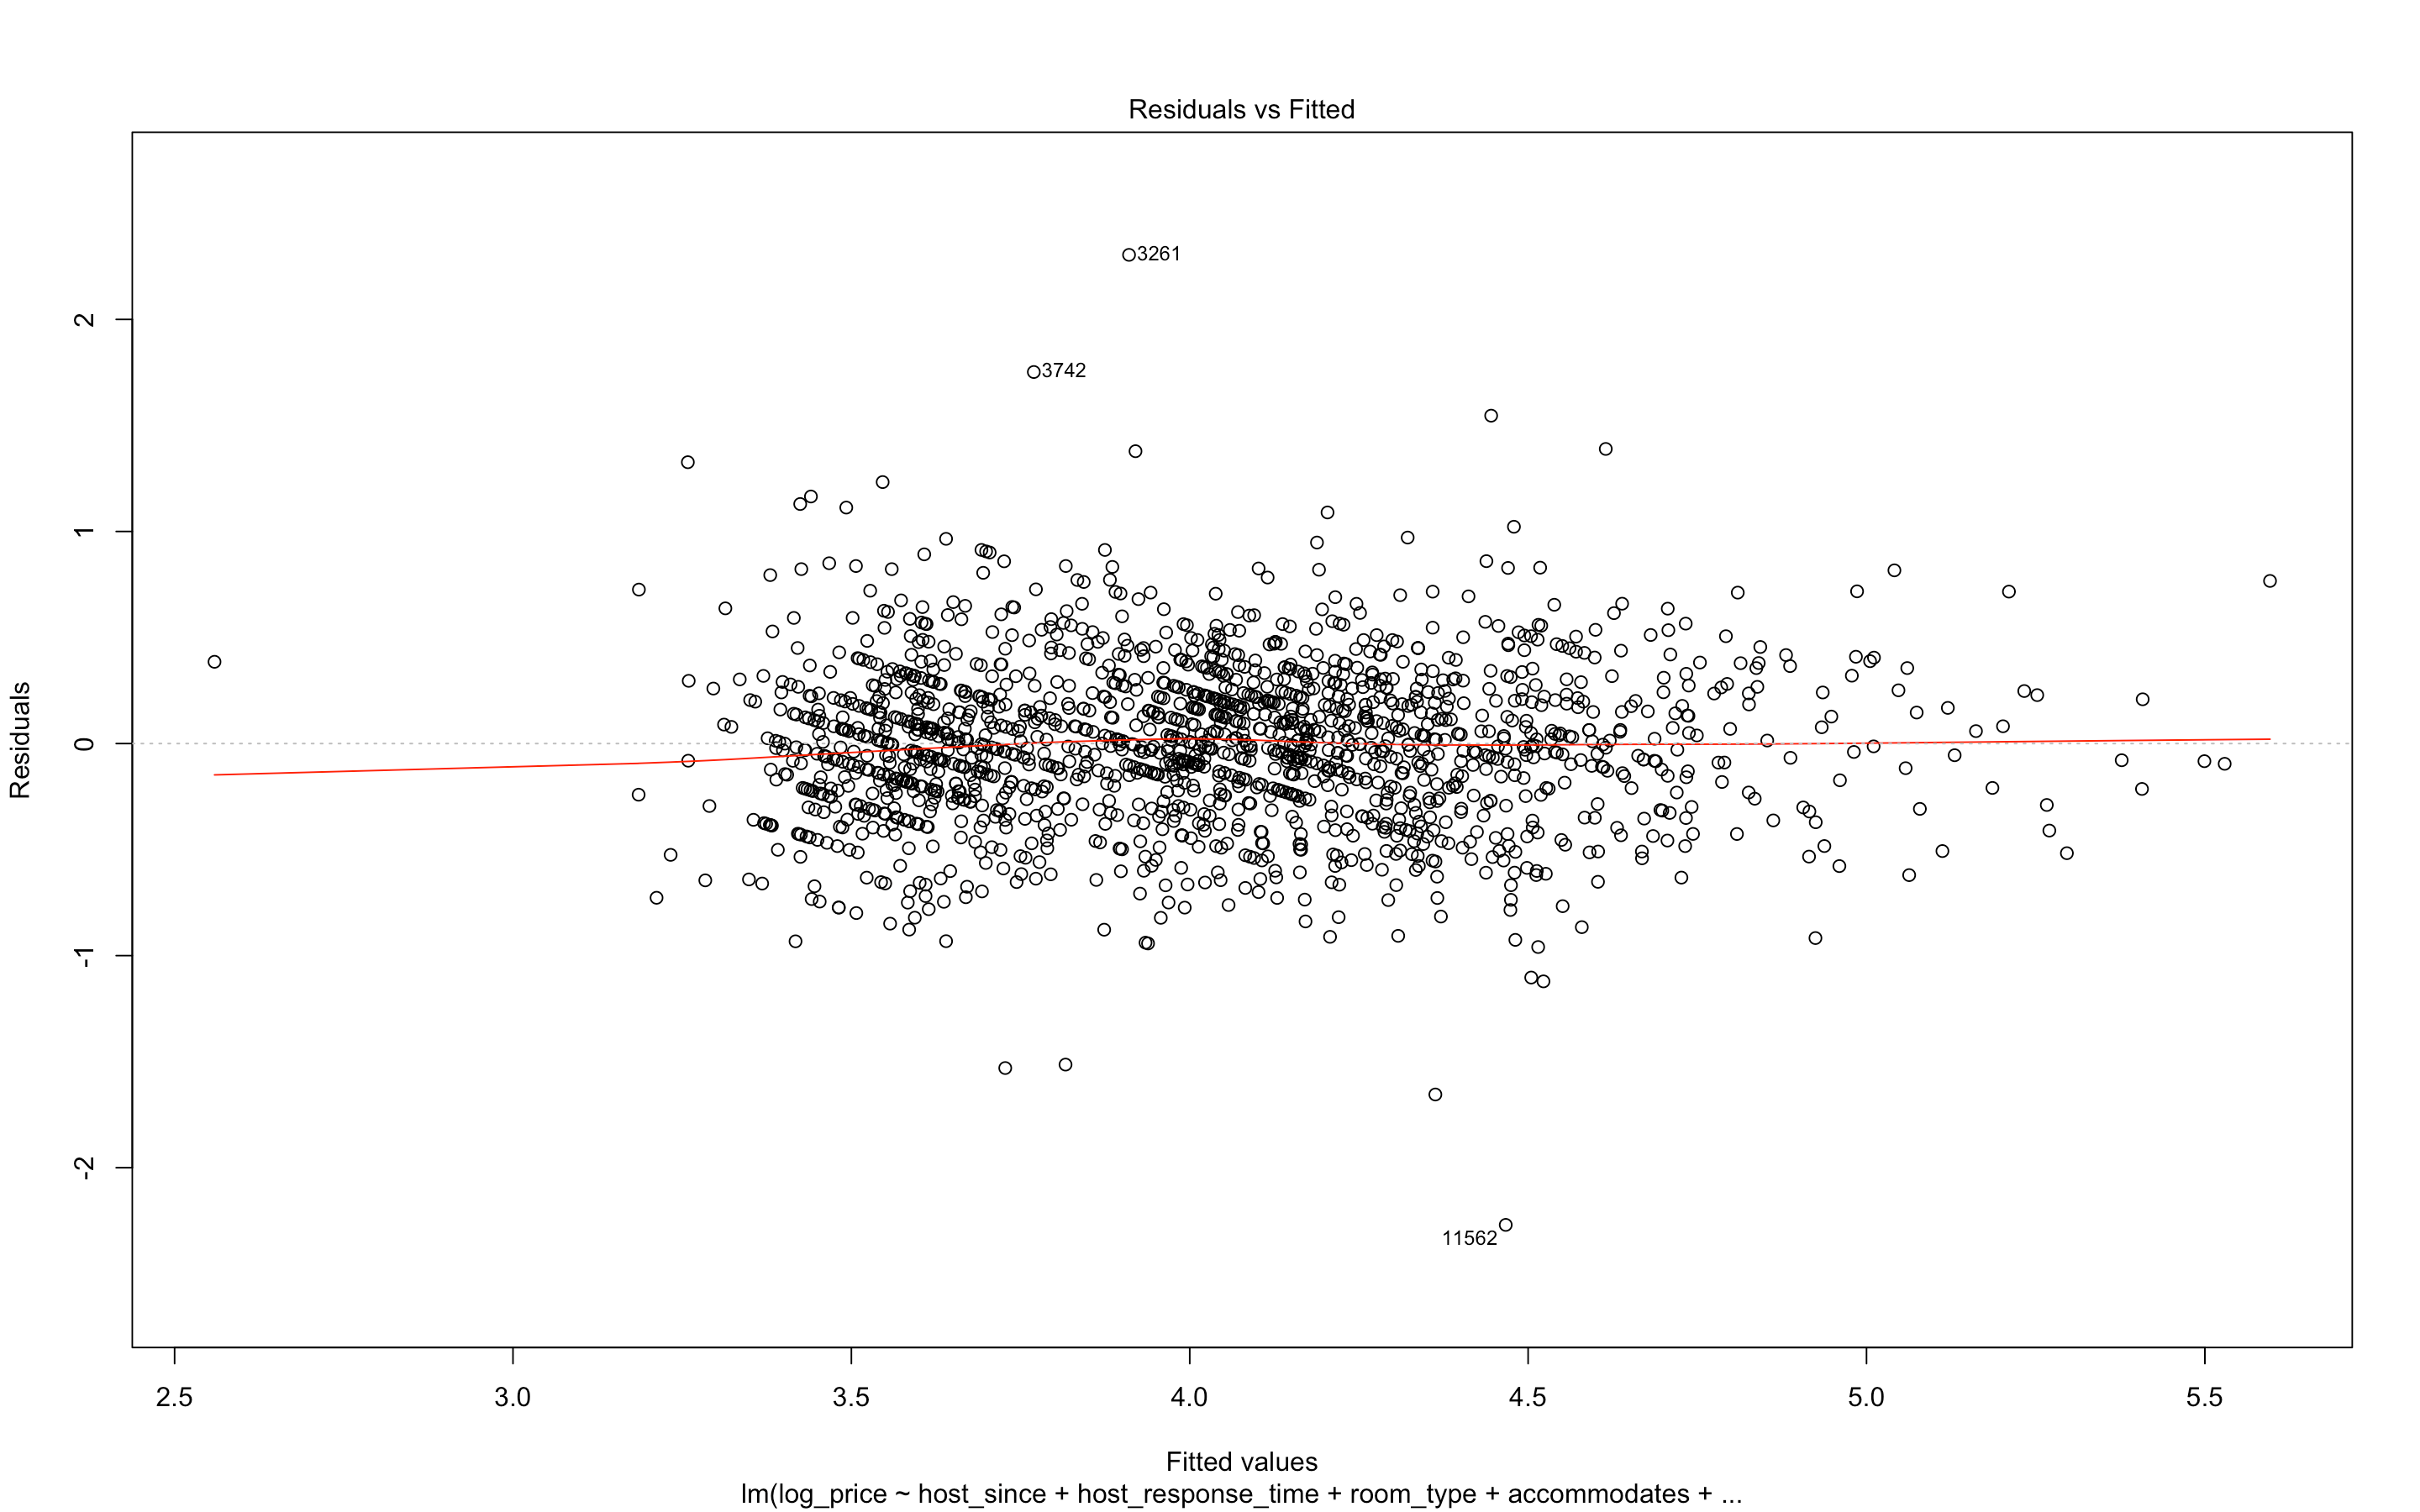 Residuals vs Fitted
3261
3742
11562
Residuals
2
1
0
-1
-2
2.5 3.0 3.5 4.0 4.5 5.0 5.5
Fitted values
lm(log_price ~ host_since + host_response_time + room_type + accommodates + ...